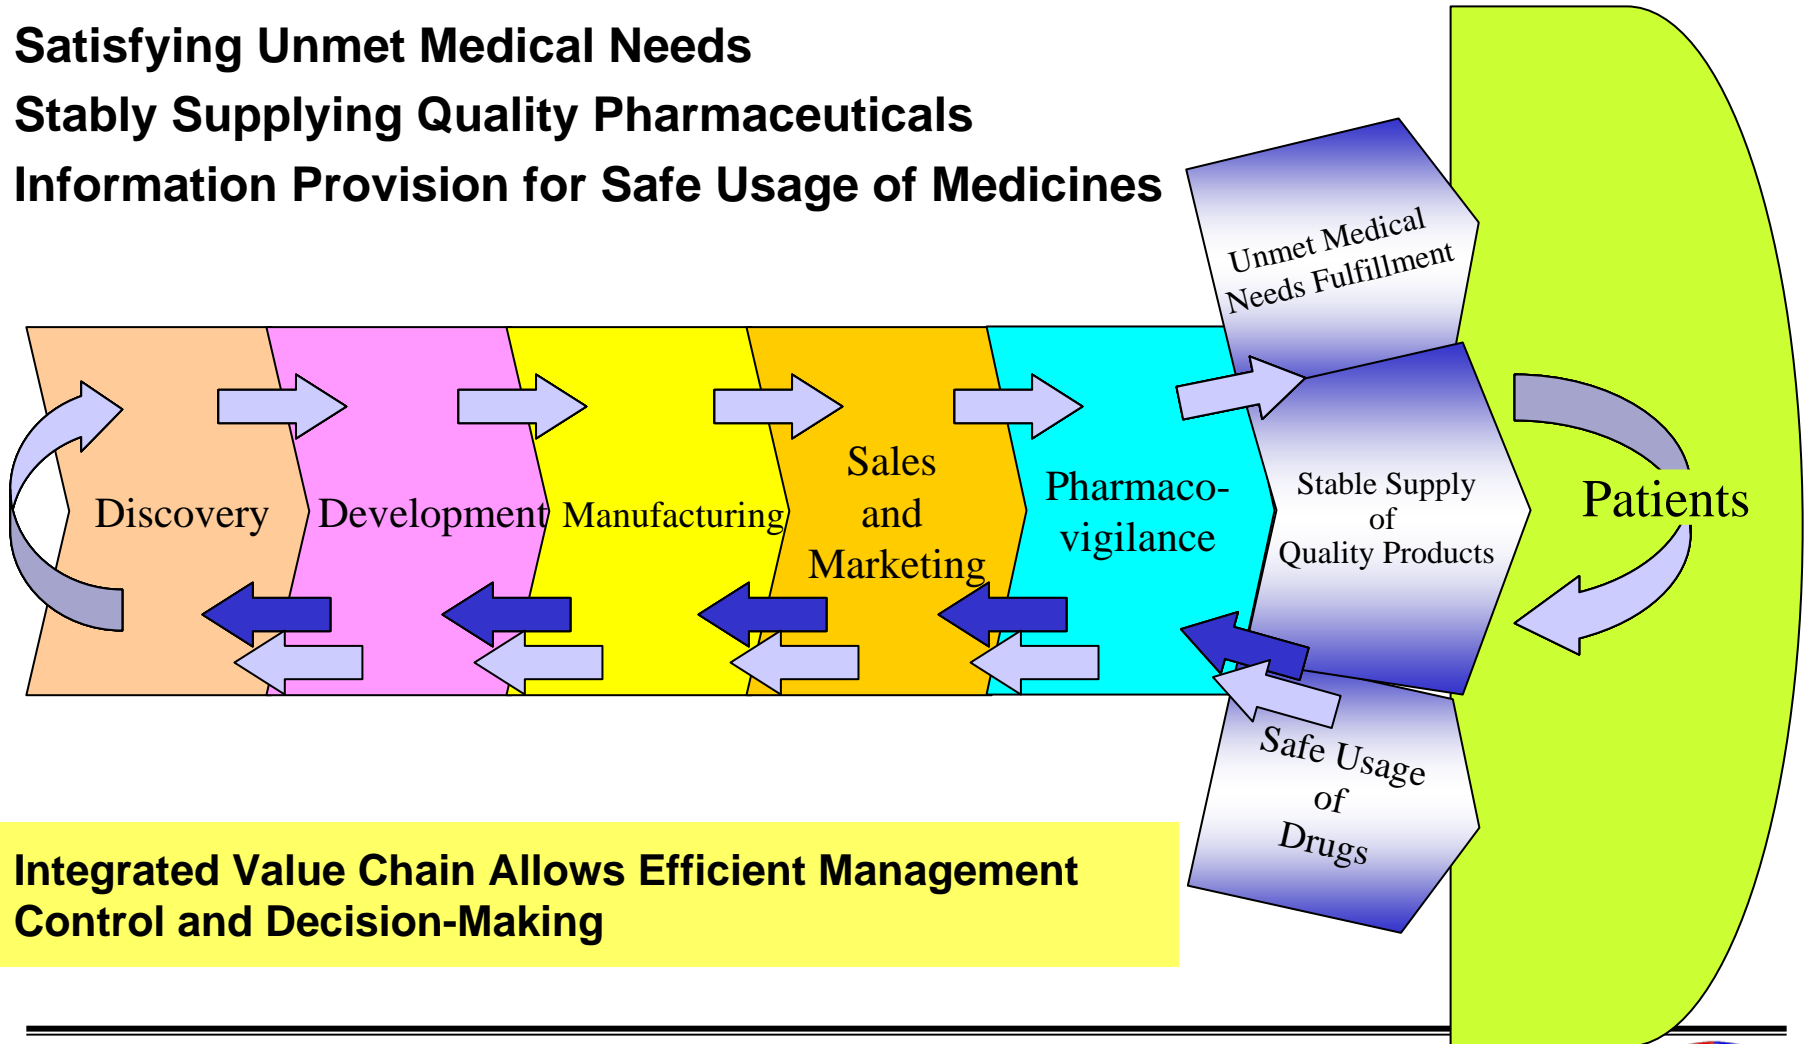 Satisfying Unmet Medical Needs
Stably Supplying Quality Pharmaceuticals
Information Provision for Safe Usage of Medicines
Unmet Medical
Needs Fulfillment
Discovery
Development
Manufacturing
Sales
and
Marketing
Pharmaco-
vigilance
Stable Supply
of
Quality Products
Patients
Safe Usage
of
Drugs
Integrated Value Chain Allows Efficient Management
Control and Decision-Making